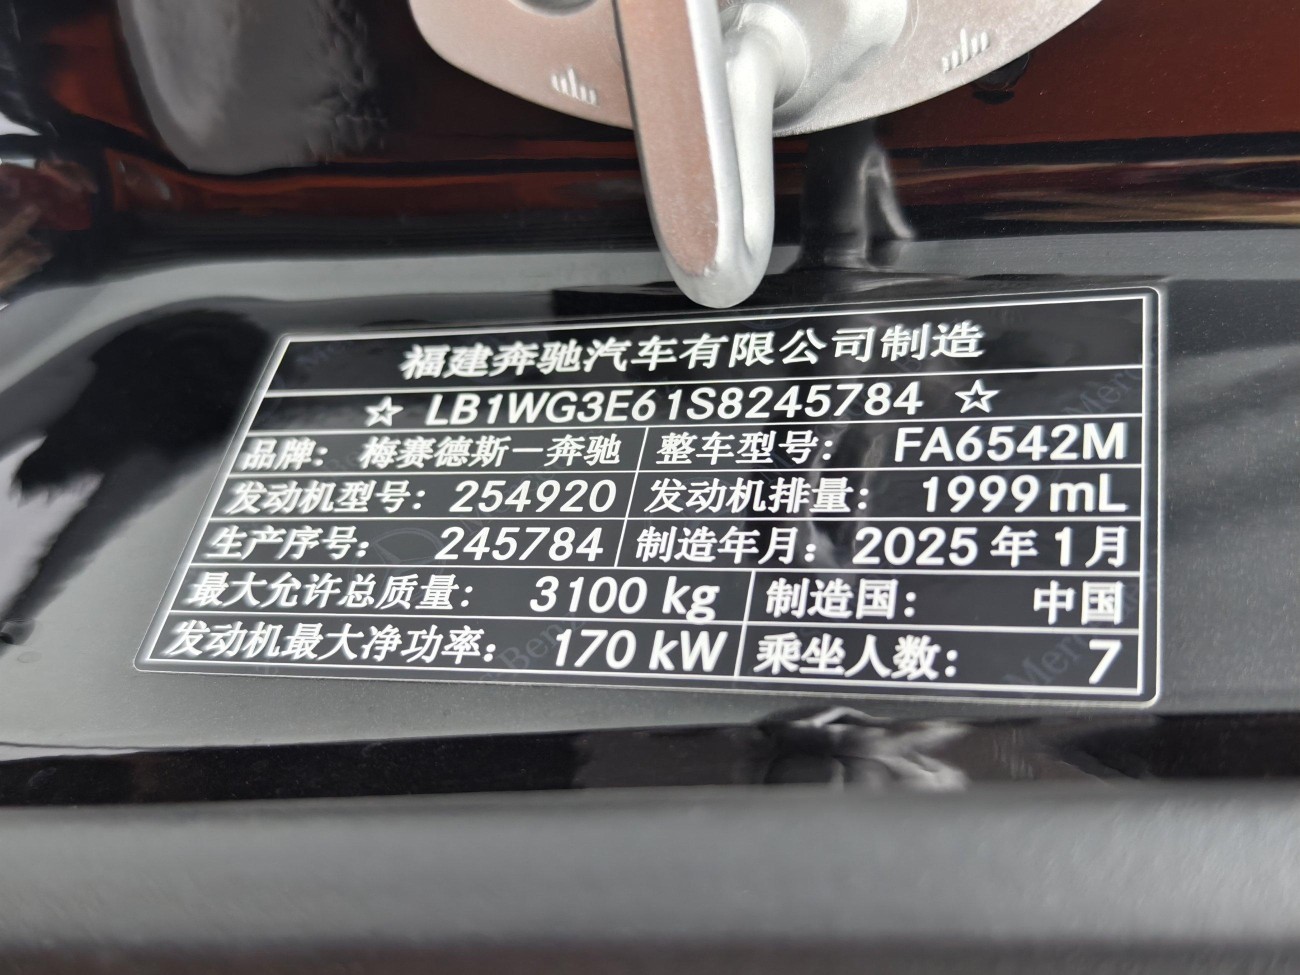 福建奔驰汽车有限公司制造
☆ LB1WG3E61S8245784 ☆
品牌： 梅赛德斯－奔驰 整车型号： FA6542M
发动机型号： 254920 发动机排量： 1999 mL
生产序号： 245784 制造年月： 2025 年 1 月
最大允许总质量： 3100 kg 制造国： 中国
发动机最大净功率： 170 kW 乘坐人数： 7